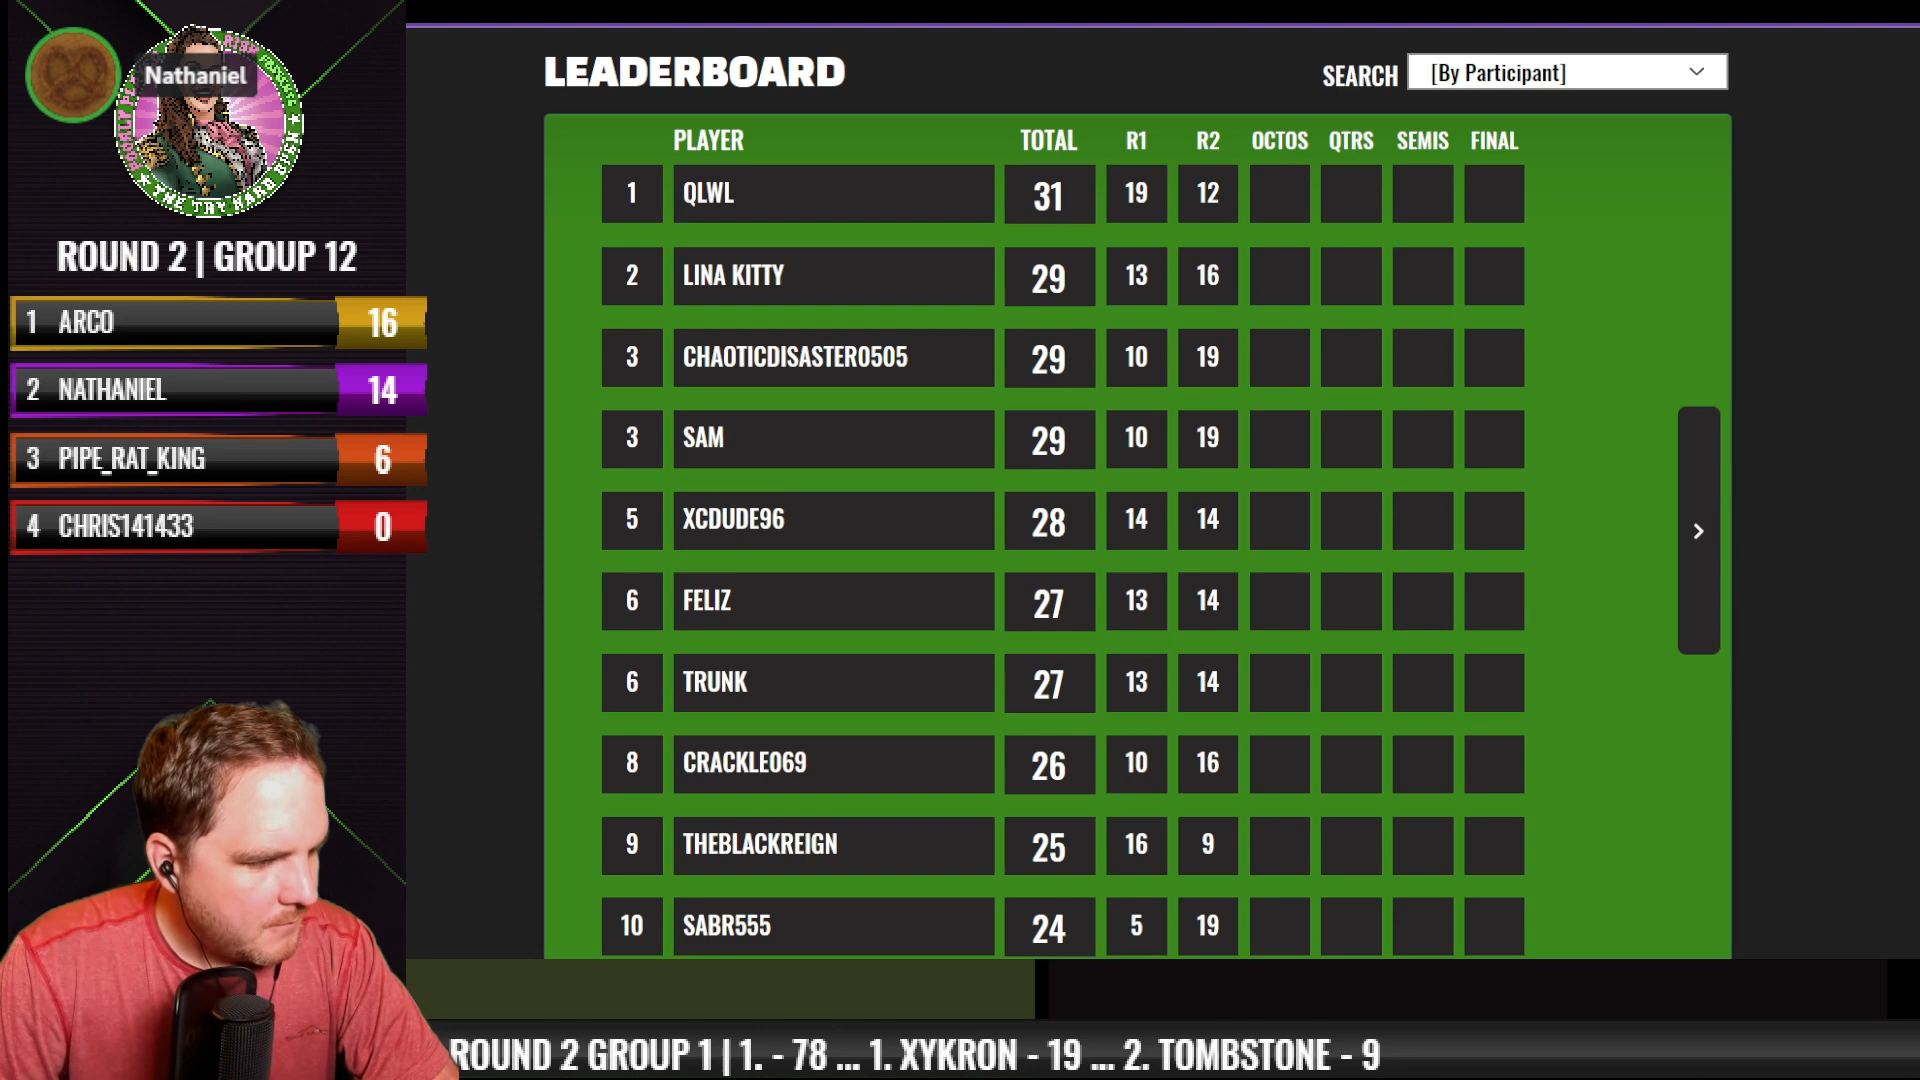 Nathaniel
POORLY
THE TRY HARD
ROUND 2 | GROUP 12
1 ARCO 16
2 NATHANIEL 14
3 PIPE_RAT_KING 6
4 CHRIS141433 0
LEADERBOARD
SEARCH [By Participant]
PLAYER TOTAL R1 R2 OCTOS QTRS SEMIS FINAL
1 QLWL 31 19 12
2 LINA KITTY 29 13 16
3 CHAOTICDISASTER0505 29 10 19
3 SAM 29 10 19
5 XCDUDE96 28 14 14
6 FELIZ 27 13 14
6 TRUNK 27 13 14
8 CRACKLE069 26 10 16
9 THEBLACKREIGN 25 16 9
10 SABR555 24 5 19
ROUND 2 GROUP 1 | 1. - 78 ... 1. XYKRON - 19 ... 2. TOMBSTONE - 9